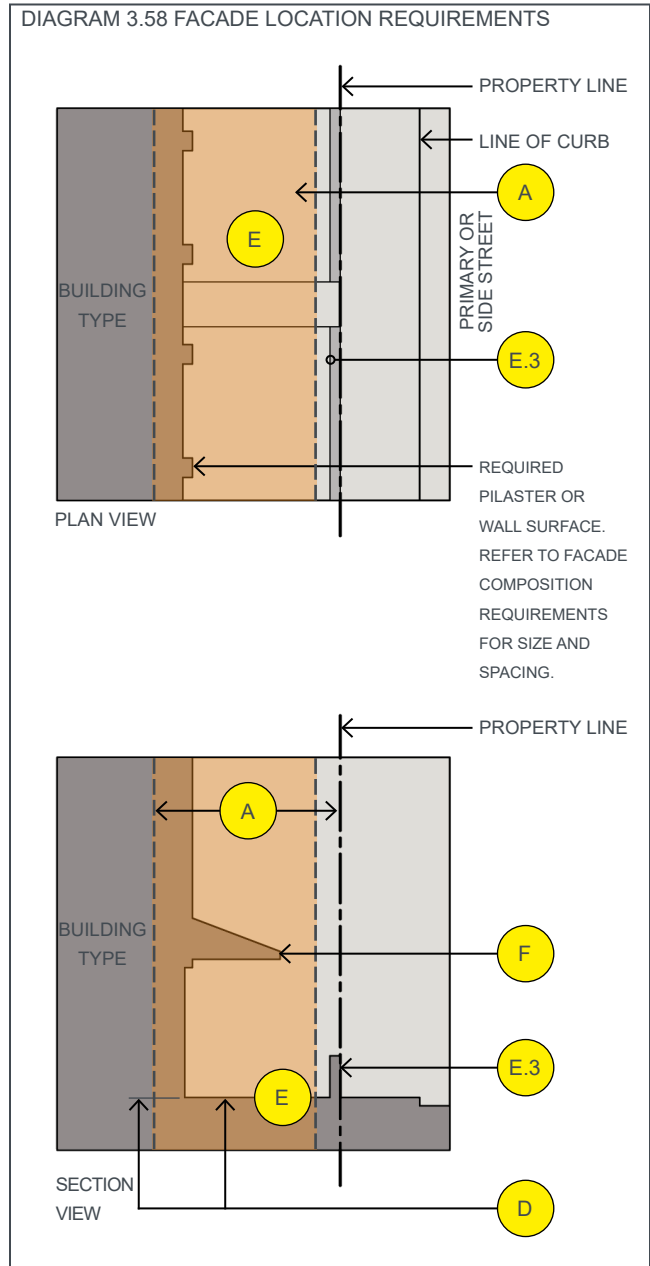 DIAGRAM 3.58 FACADE LOCATION REQUIREMENTS
PROPERTY LINE
LINE OF CURB
A
E
PRIMARY OR
SIDE STREET
BUILDING
TYPE
E.3
REQUIRED
PILASTER OR
WALL SURFACE.
REFER TO FACADE
COMPOSITION
REQUIREMENTS
FOR SIZE AND
SPACING.
PLAN VIEW
PROPERTY LINE
A
BUILDING
TYPE
F
E.3
E
SECTION
VIEW
D